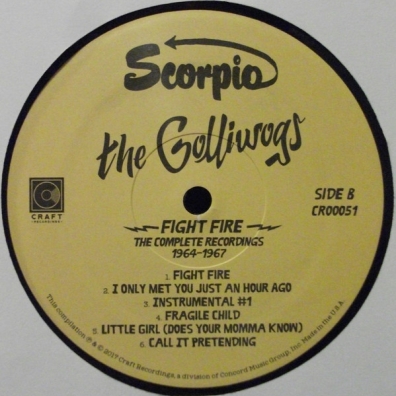 Scorpio
the Golliwogs
C
CRAFT
RECORDINGS
SIDE B
CR00051
FIGHT FIRE
THE COMPLETE RECORDINGS
1964-1967
1. FIGHT FIRE
2. I ONLY MET YOU JUST AN HOUR AGO
3. INSTRUMENTAL #1
4. FRAGILE CHILD
5. LITTLE GIRL (DOES YOUR MOMMA KNOW)
6. CALL IT PRETENDING
This compilation ℗ & © 2017 Craft Recordings, a division of Concord Music Group, Inc. Made in the U.S.A.